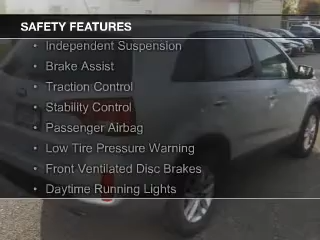 SAFETY FEATURES
• Independent Suspension
• Brake Assist
• Traction Control
• Stability Control
• Passenger Airbag
• Low Tire Pressure Warning
• Front Ventilated Disc Brakes
• Daytime Running Lights